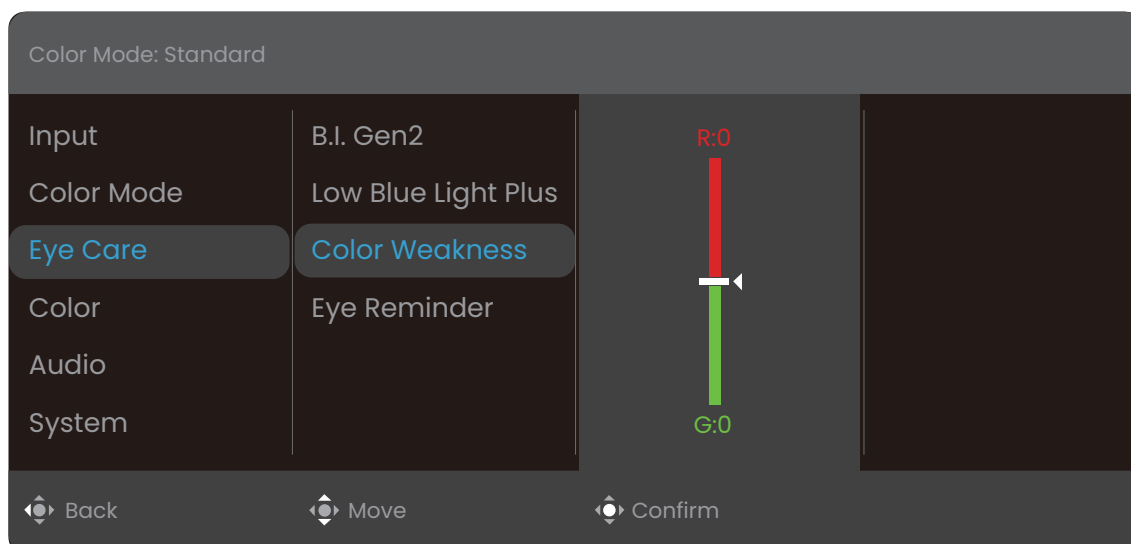 Color Mode: Standard
Input
Color Mode
Eye Care
Color
Audio
System
B.I. Gen2
Low Blue Light Plus
Color Weakness
Eye Reminder
R:0
G:0
Back
Move
Confirm